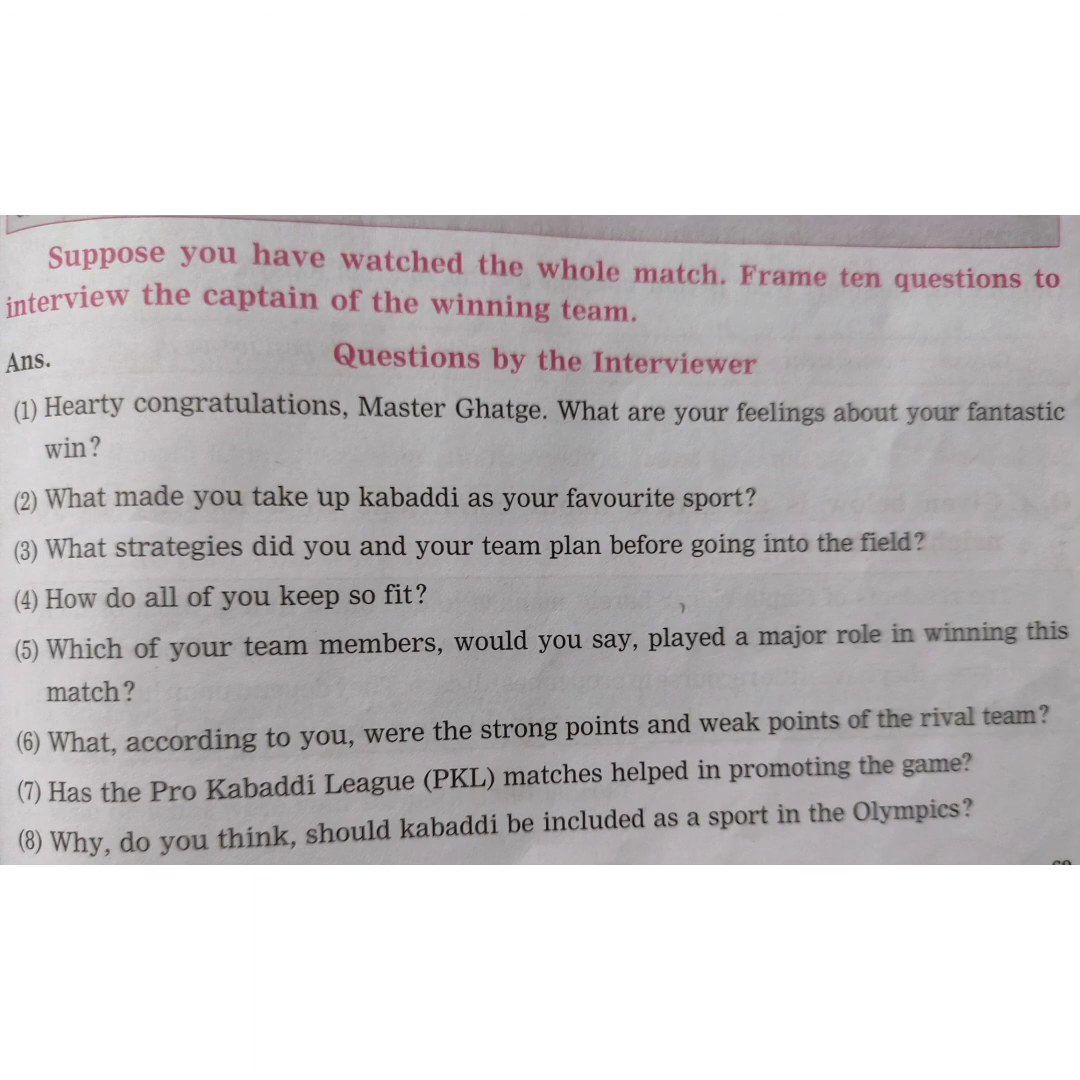 Suppose you have watched the whole match. Frame ten questions to
interview the captain of the winning team.
Ans. Questions by the Interviewer
(1) Hearty congratulations, Master Ghatge. What are your feelings about your fantastic
win?
(2) What made you take up kabaddi as your favourite sport?
(3) What strategies did you and your team plan before going into the field?
(4) How do all of you keep so fit?
(5) Which of your team members, would you say, played a major role in winning this
match?
(6) What, according to you, were the strong points and weak points of the rival team?
(7) Has the Pro Kabaddi League (PKL) matches helped in promoting the game?
(8) Why, do you think, should kabaddi be included as a sport in the Olympics?